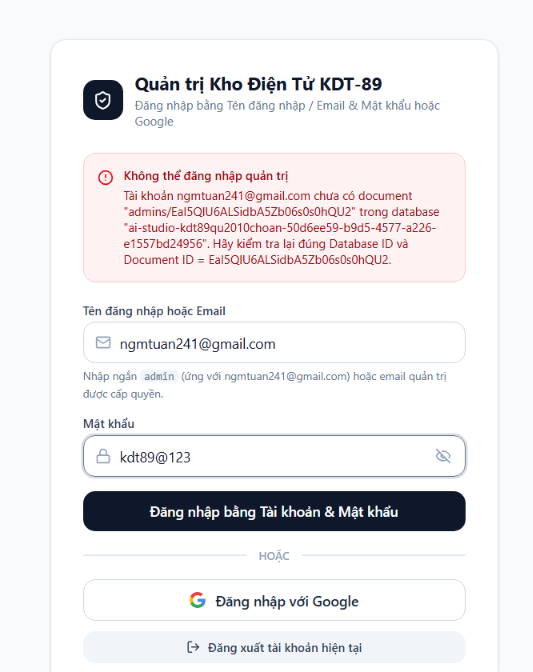 Quản trị Kho Điện Tử KDT-89
Đăng nhập bằng Tên đăng nhập / Email & Mật khẩu hoặc
Google
Không thể đăng nhập quản trị
Tài khoản ngmtuan241@gmail.com chưa có document
"admins/EaI5QlU6ALSidbA5Zb06s0s0hQU2" trong database
"ai-studio-kdt89qu2010choan-50d6ee59-b9d5-4577-a226-
e1557bd24956". Hãy kiểm tra lại đúng Database ID và
Document ID = EaI5QlU6ALSidbA5Zb06s0s0hQU2.
Tên đăng nhập hoặc Email
ngmtuan241@gmail.com
Nhập ngắn admin (ứng với ngmtuan241@gmail.com) hoặc email quản trị
được cấp quyền.
Mật khẩu
kdt89@123
Đăng nhập bằng Tài khoản & Mật khẩu
HOẶC
Đăng nhập với Google
Đăng xuất tài khoản hiện tại